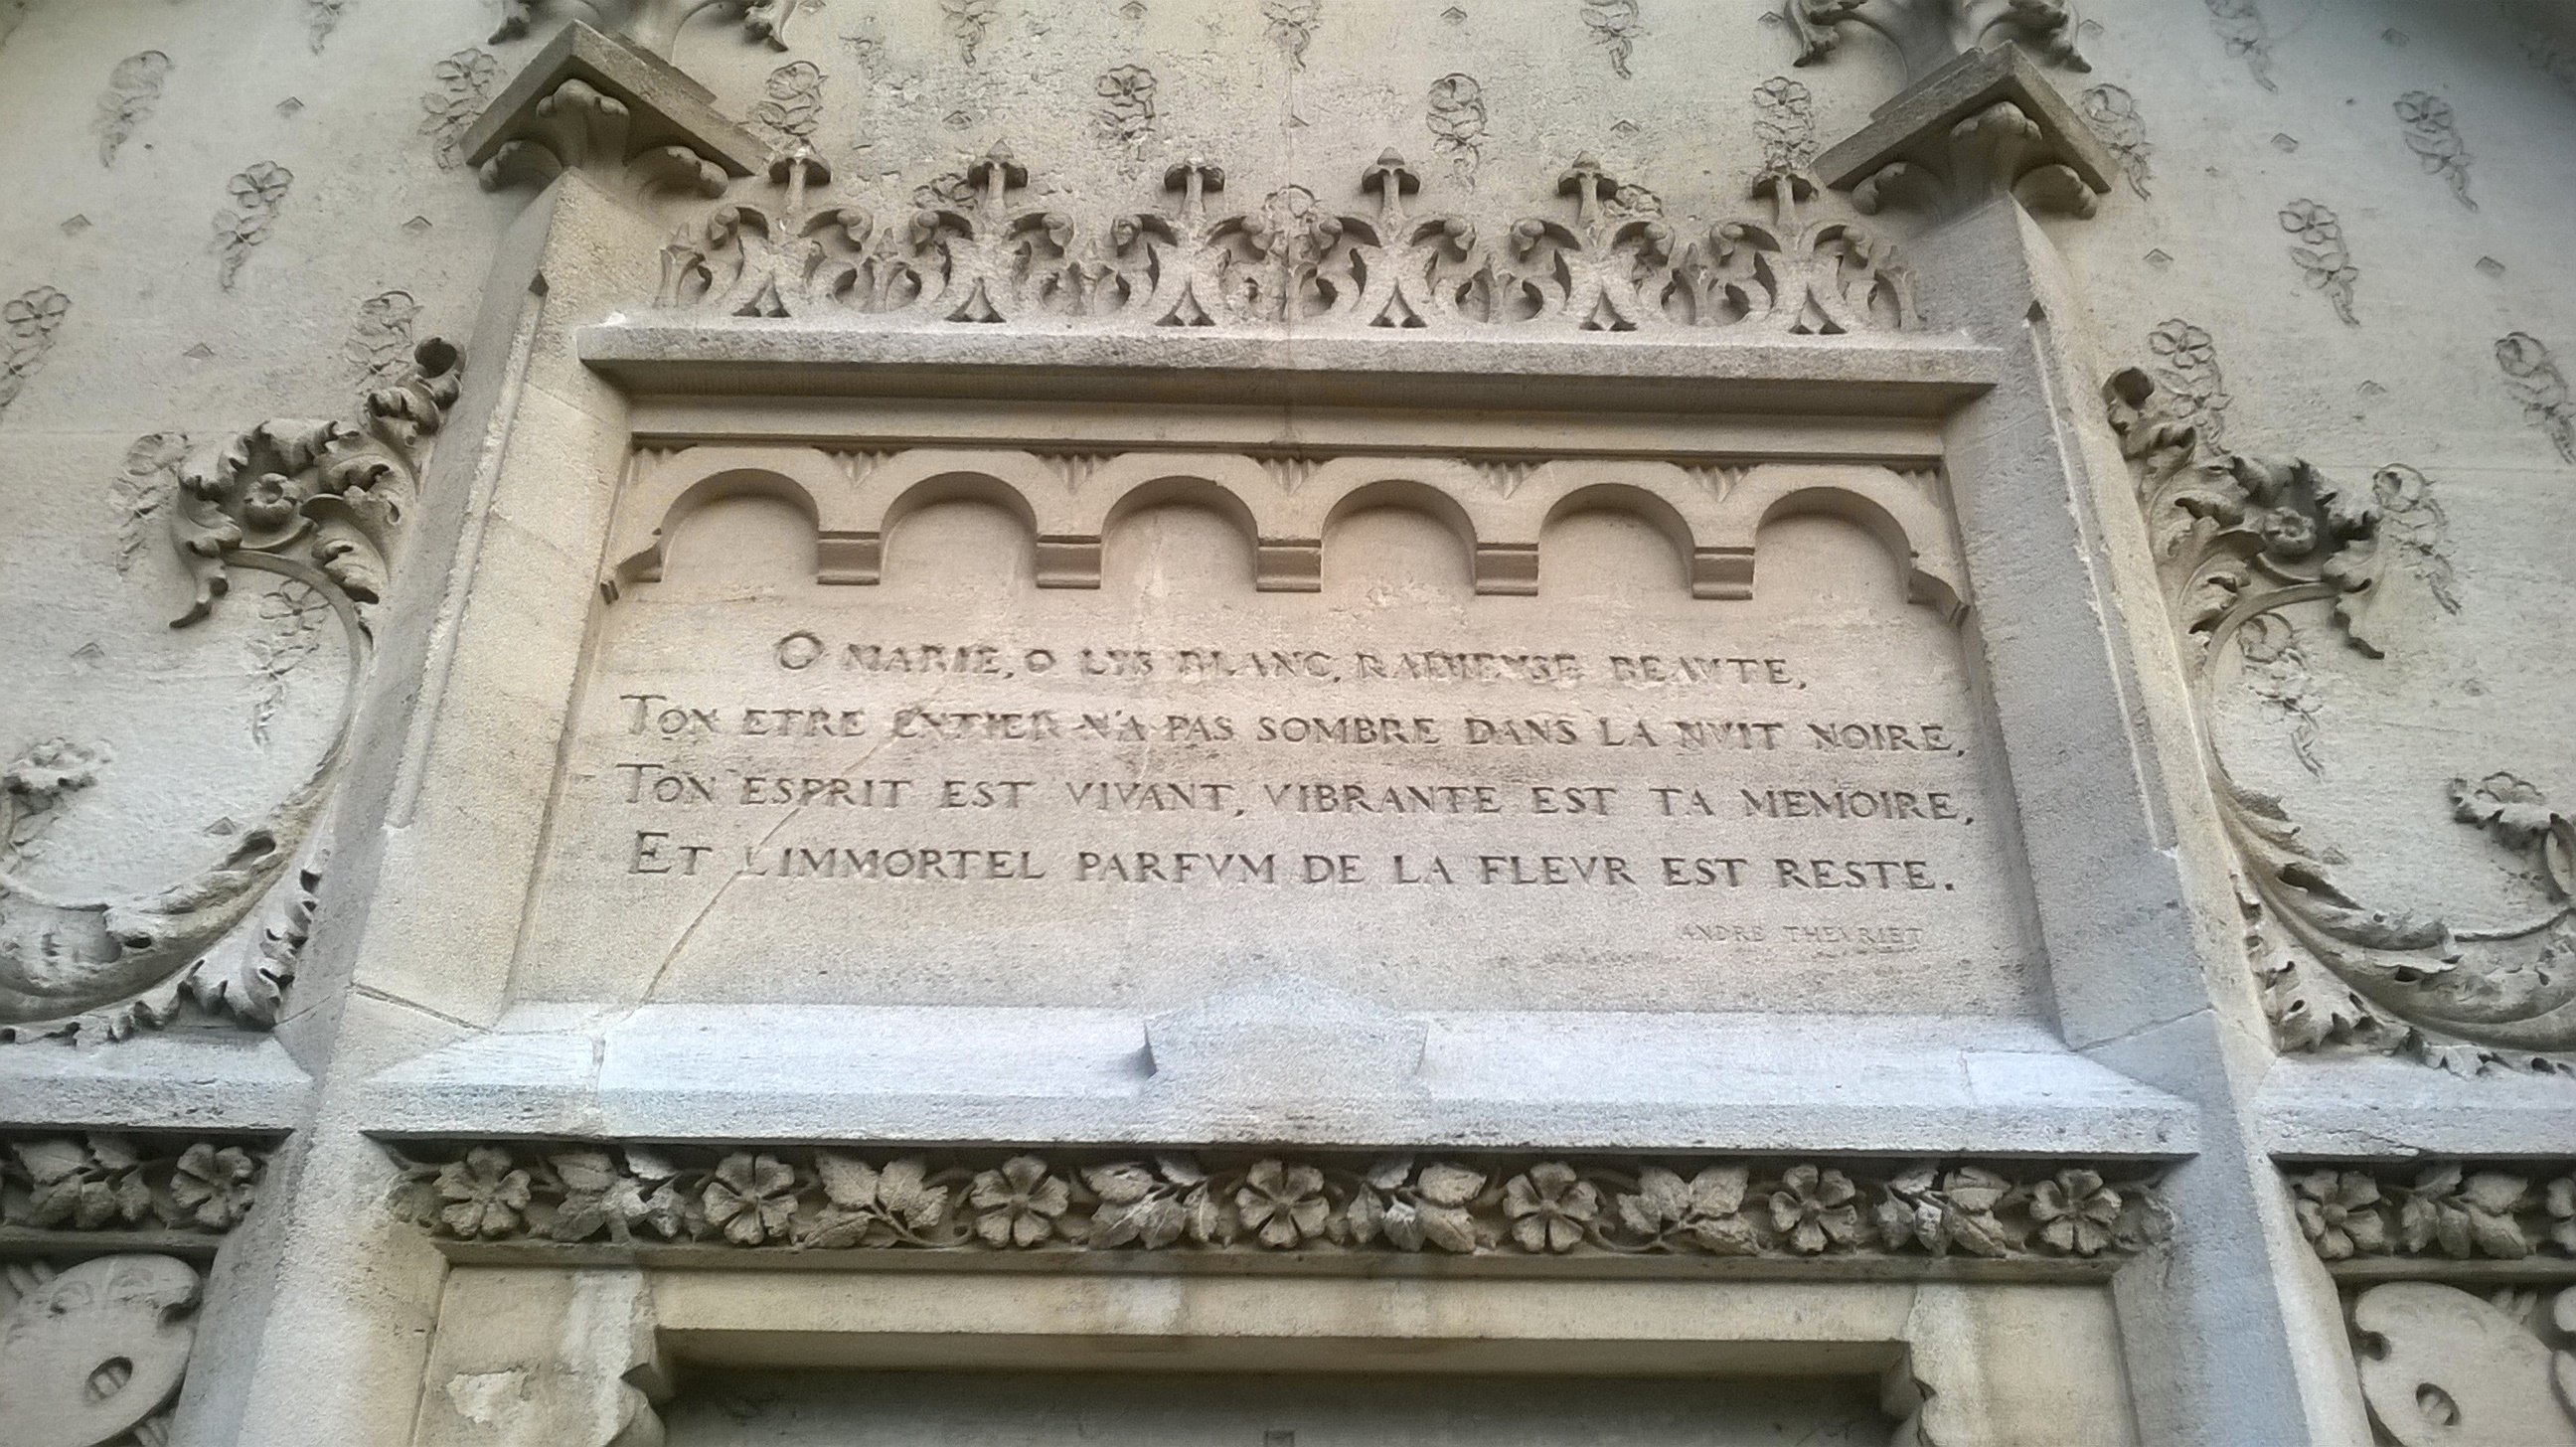 O MARIE, O LYS BLANC, RADIEVSE BEAVTE,
TON ETRE ENTIER N'A PAS SOMBRE DANS LA NVIT NOIRE,
TON ESPRIT EST VIVANT, VIBRANTE EST TA MEMOIRE,
ET L'IMMORTEL PARFVM DE LA FLEVR EST RESTE.
ANDRE THEVRIET